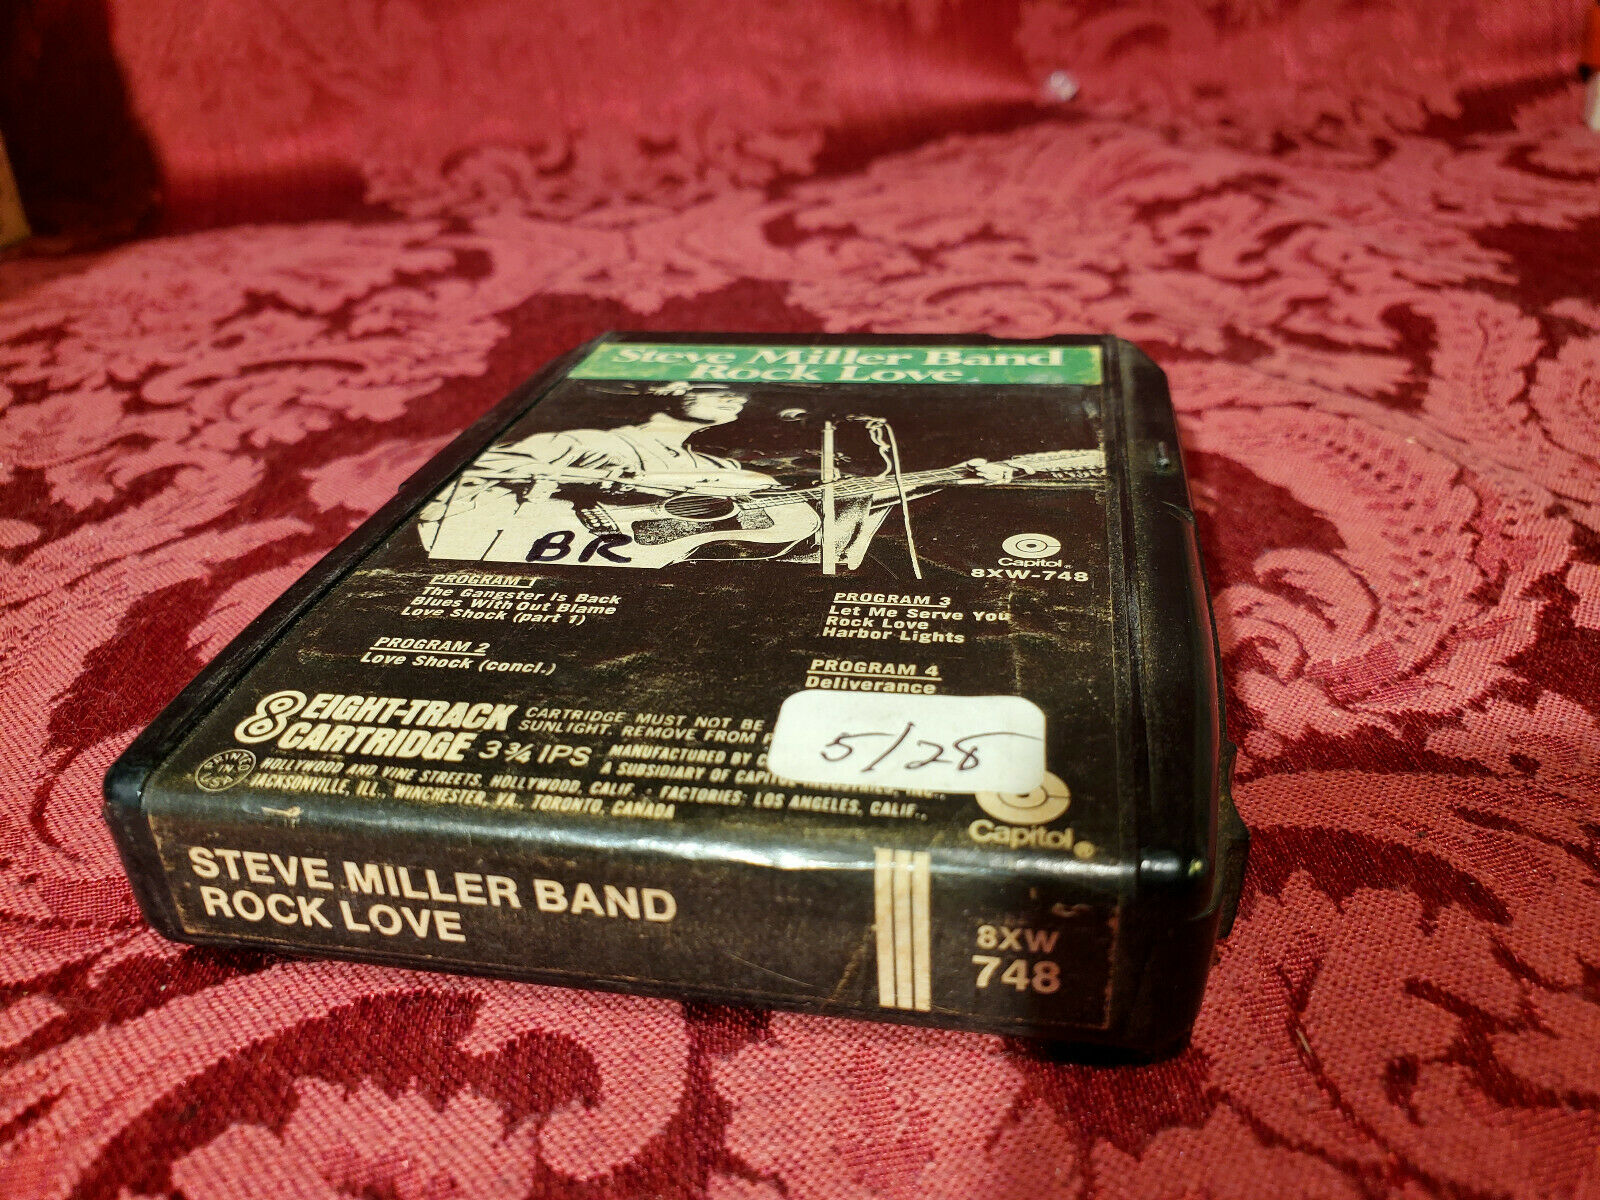 Steve Miller Band
Rock Love
BR
Capitol®
8XW-748
PROGRAM 1
The Gangster Is Back
Blues With Out Blame
Love Shock (part 1)
PROGRAM 2
Love Shock (concl.)
PROGRAM 3
Let Me Serve You
Rock Love
Harbor Lights
PROGRAM 4
Deliverance
5/28
8 EIGHT-TRACK
CARTRIDGE 3 3/4 IPS
CARTRIDGE MUST NOT BE
SUNLIGHT. REMOVE FROM
MANUFACTURED BY
A SUBSIDIARY OF
HOLLYWOOD AND VINE STREETS, HOLLYWOOD, CALIF. · FACTORIES: LOS ANGELES, CALIF.,
JACKSONVILLE, ILL., WINCHESTER, VA., TORONTO, CANADA
Capitol®
STEVE MILLER BAND
ROCK LOVE
8XW
748